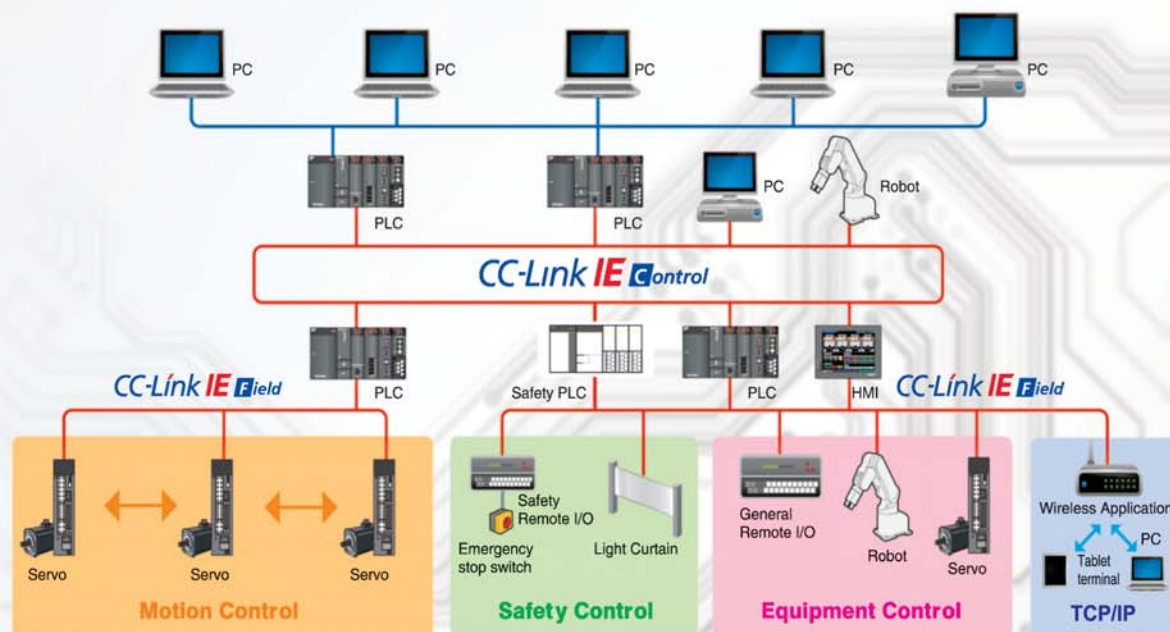 PC
PC
PC
PC
PC
PLC
PLC
PC
Robot
CC-Link IE Control
PLC
Safety PLC
PLC
HMI
CC-Link IE Field
CC-Link IE Field
Servo
Servo
Servo
Motion Control
Safety
Remote I/O
Emergency
stop switch
Light Curtain
Safety Control
General
Remote I/O
Robot
Servo
Equipment Control
Wireless Application
PC
Tablet
terminal
TCP/IP